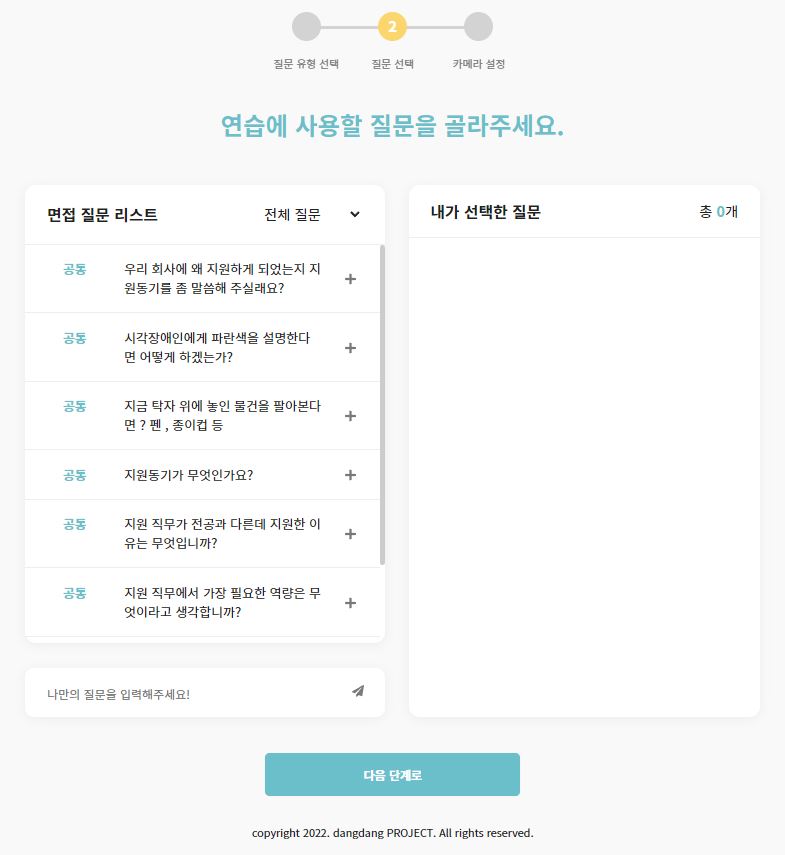 2
질문 유형 선택
질문 선택
카메라 설정
연습에 사용할 질문을 골라주세요.
면접 질문 리스트
전체 질문
공통
우리 회사에 왜 지원하게 되었는지 지
원동기를 좀 말씀해 주실래요?
공통
시각장애인에게 파란색을 설명한다
면 어떻게 하겠는가?
공통
지금 탁자 위에 놓인 물건을 팔아본다
면 ? 펜 , 종이컵 등
공통
지원동기가 무엇인가요?
공통
지원 직무가 전공과 다른데 지원한 이
유는 무엇입니까?
공통
지원 직무에서 가장 필요한 역량은 무
엇이라고 생각합니까?
나만의 질문을 입력해주세요!
내가 선택한 질문
총 0개
다음 단계로
copyright 2022. dangdang PROJECT. All rights reserved.